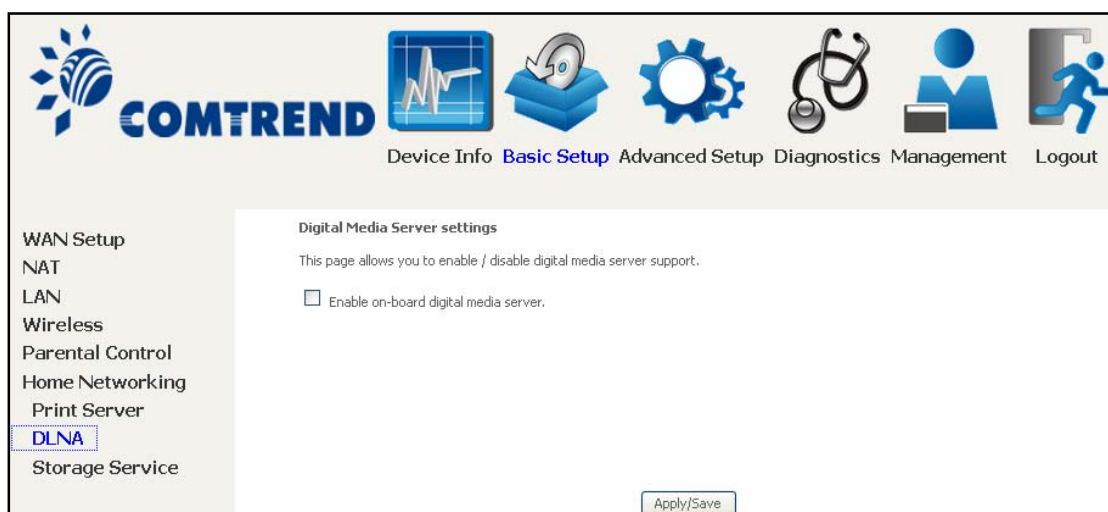 COMTREND
Device Info Basic Setup Advanced Setup Diagnostics Management Logout
WAN Setup
NAT
LAN
Wireless
Parental Control
Home Networking
Print Server
DLNA
Storage Service
Digital Media Server settings
This page allows you to enable / disable digital media server support.
Enable on-board digital media server.
Apply/Save